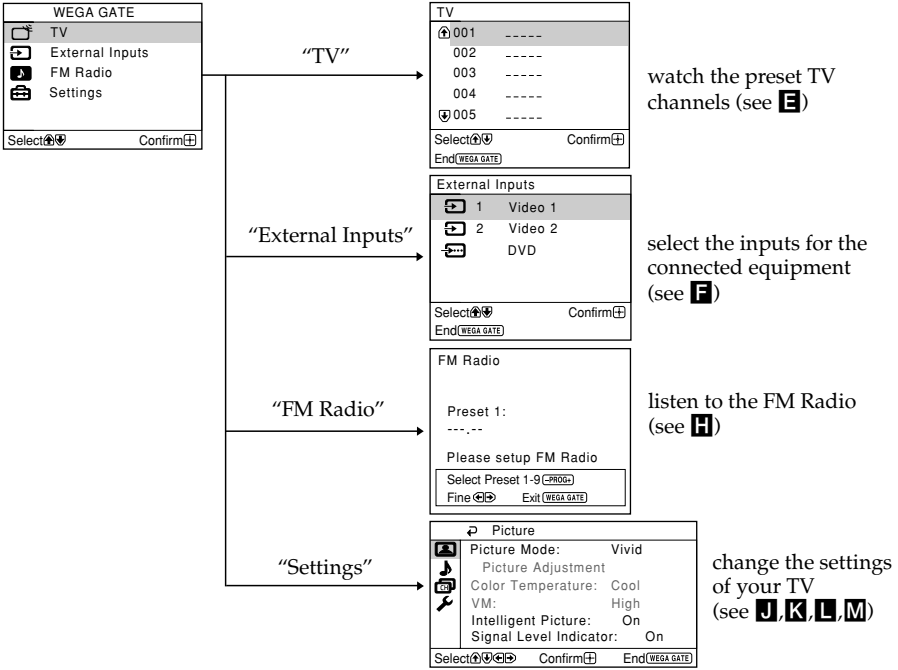 WEGA GATE
TV
External Inputs
FM Radio
Settings
Select Confirm
“TV”
TV
001 -----
002 -----
003 -----
004 -----
005 -----
Select Confirm
End WEGA GATE
watch the preset TV
channels (see E)
“External Inputs”
External Inputs
1 Video 1
2 Video 2
DVD
Select Confirm
End WEGA GATE
select the inputs for the
connected equipment
(see F)
“FM Radio”
FM Radio
Preset 1:
---.--
Please setup FM Radio
Select Preset 1-9 -PROG+
Fine Exit WEGA GATE
listen to the FM Radio
(see H)
“Settings”
Picture
Picture Mode: Vivid
Picture Adjustment
Color Temperature: Cool
VM: High
Intelligent Picture: On
Signal Level Indicator: On
CH
Select Confirm End WEGA GATE
change the settings
of your TV
(see J,K,L,M)